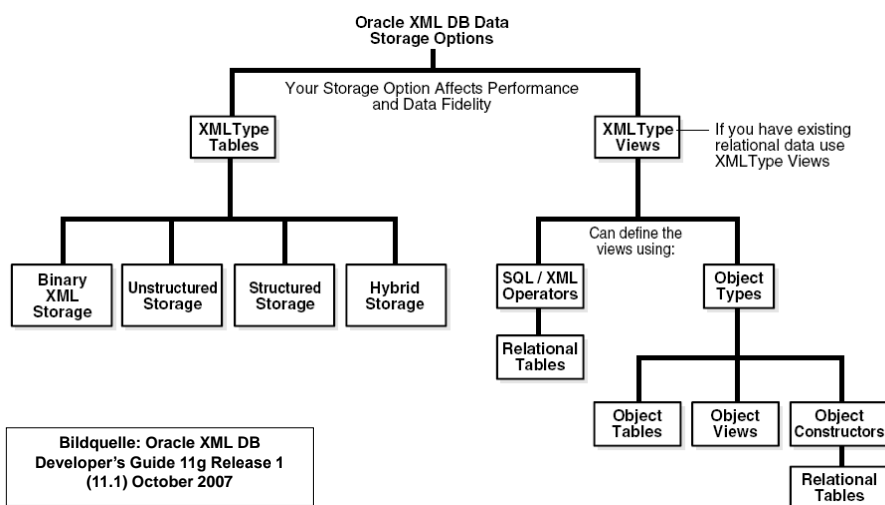 Oracle XML DB Data
Storage Options
Your Storage Option Affects Performance
and Data Fidelity
XMLType
Tables
XMLType
Views
If you have existing
relational data use
XMLType Views
Can define the
views using:
Binary
XML
Storage
Unstructured
Storage
Structured
Storage
Hybrid
Storage
SQL / XML
Operators
Object
Types
Relational
Tables
Object
Tables
Object
Views
Object
Constructors
Relational
Tables
Bildquelle: Oracle XML DB
Developer's Guide 11g Release 1
(11.1) October 2007